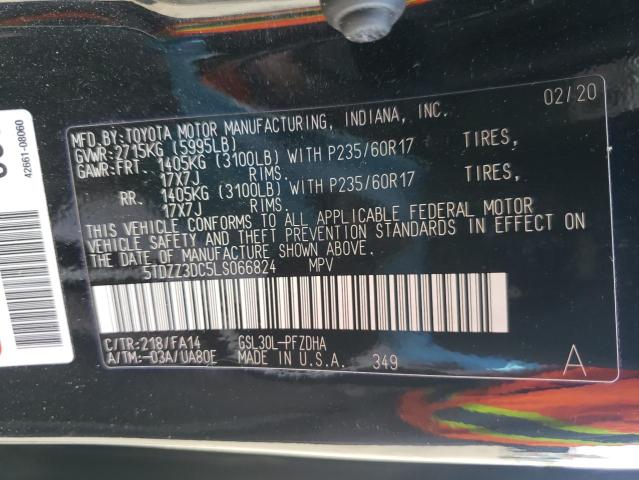 MFD.BY:TOYOTA MOTOR MANUFACTURING, INDIANA, INC. 02/20
GVWR:2715KG (5995LB)
GAWR:FRT. 1405KG (3100LB) WITH P235/60R17 TIRES,
17X7J RIMS.
RR. 1405KG (3100LB) WITH P235/60R17 TIRES,
17X7J RIMS.
THIS VEHICLE CONFORMS TO ALL APPLICABLE FEDERAL MOTOR
VEHICLE SAFETY AND THEFT PREVENTION STANDARDS IN EFFECT ON
THE DATE OF MANUFACTURE SHOWN ABOVE.
5TDZZ3DC5LS066824 MPV
C/TR:218/FA14 GSL30L-PFZDHA
A/TM:-03A/UA80E MADE IN U.S.A. 349 A
42661-08060